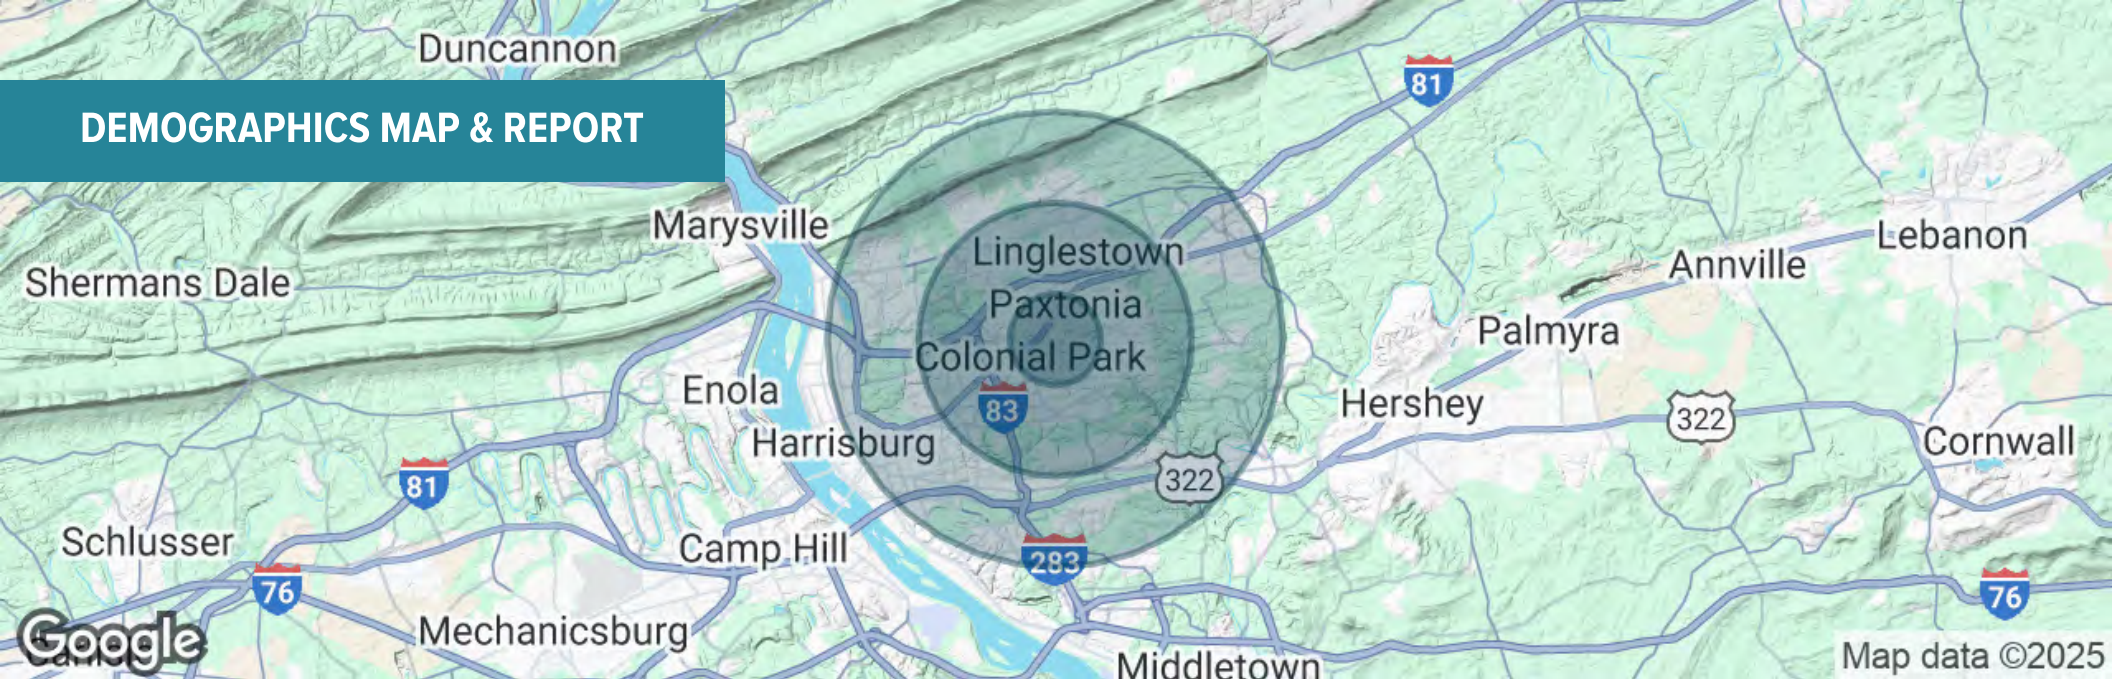 Duncannon
81
DEMOGRAPHICS MAP & REPORT
Marysville
Linglestown
Lebanon
Annville
Shermans Dale
Paxtonia
Palmyra
Colonial Park
Enola
83
Hershey
322
Harrisburg
Cornwall
81
322
Schlusser
Camp Hill
283
76
76
Mechanicsburg
Google
Map data ©2025
Middletown